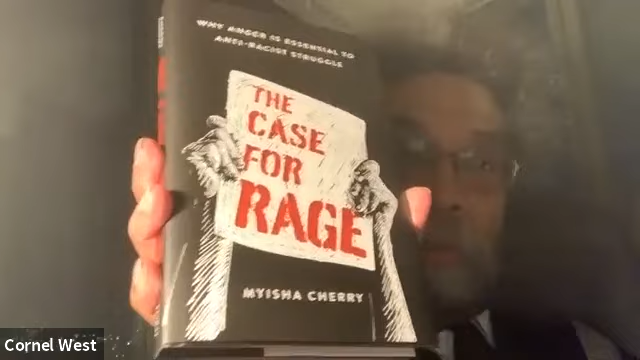 WHY ANGER IS ESSENTIAL TO
ANTI-RACIST STRUGGLE
THE
CASE
FOR
RAGE
MYISHA CHERRY
Cornel West